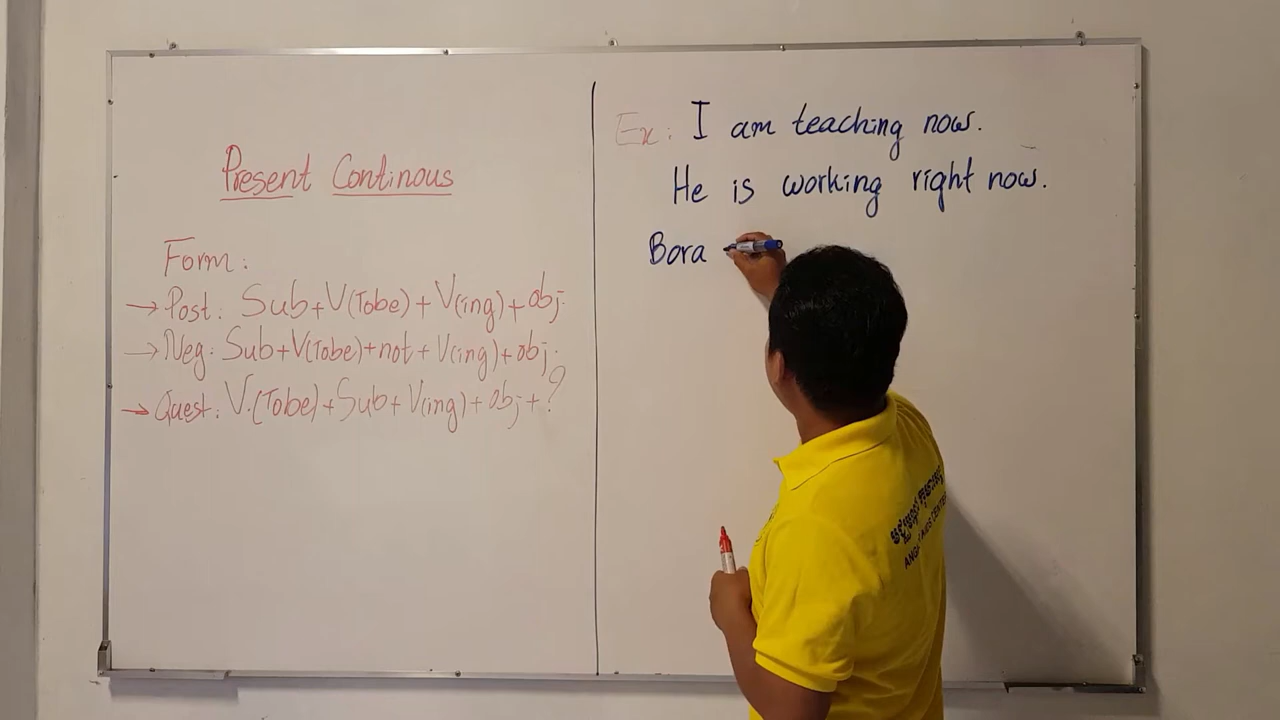 Present Continous
Form:
→ Post: Sub+V(Tobe)+V(ing)+obj.
→ Neg: Sub+V(Tobe)+not+V(ing)+obj.
→ Quest: V.(Tobe)+Sub+V(ing)+obj+?
Ex: I am teaching now.
He is working right now.
Bora